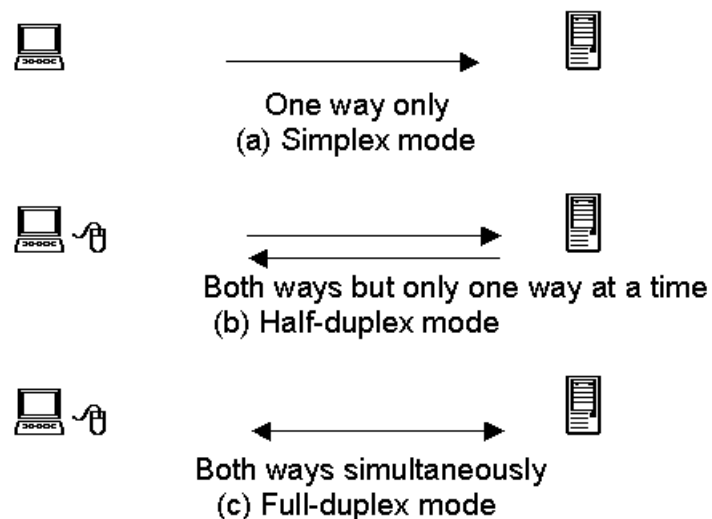 One way only
(a) Simplex mode
Both ways but only one way at a time
(b) Half-duplex mode
Both ways simultaneously
(c) Full-duplex mode